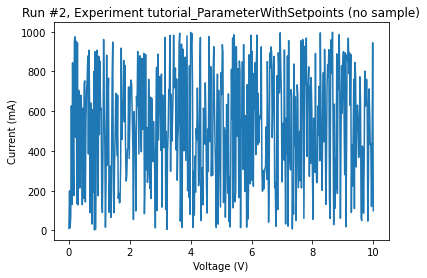 Run #2, Experiment tutorial_ParameterWithSetpoints (no sample)
1000
800
600
400
200
0
Current (mA)
0 2 4 6 8 10
Voltage (V)